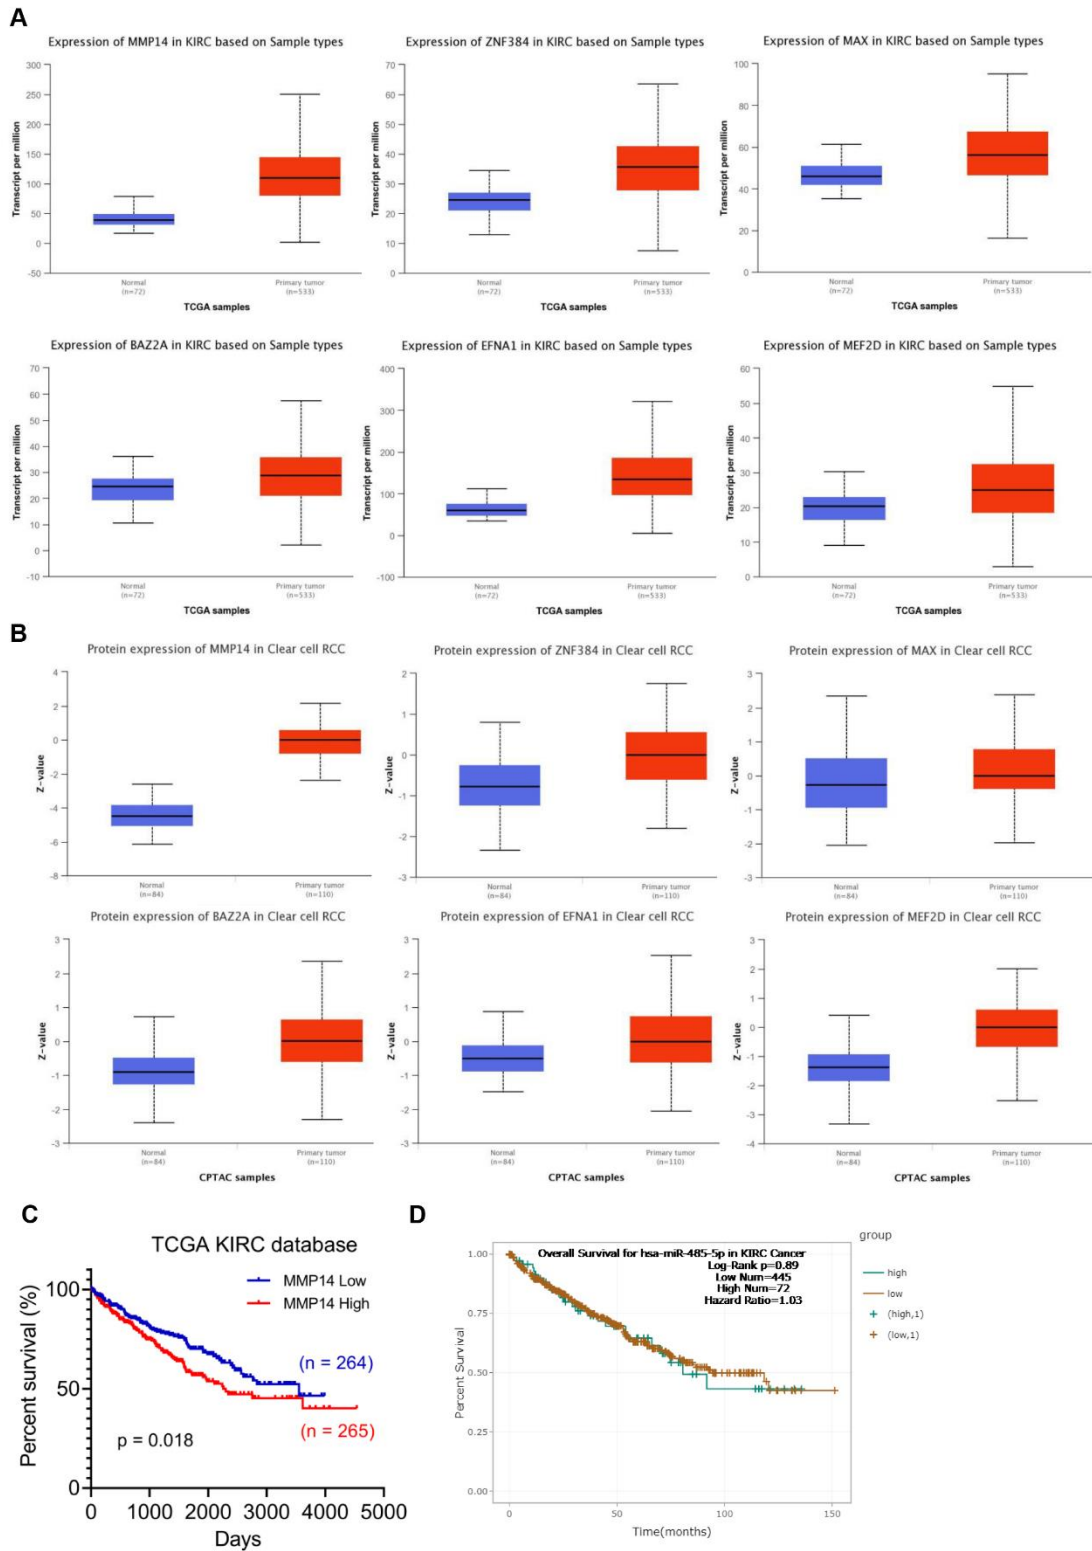 A
Expression of MMP14 in KIRC based on Sample types
Transcript per million
300
250
200
150
100
50
0
-50
Normal
(n=72)
Primary tumor
(n=533)
TCGA samples
Expression of ZNF384 in KIRC based on Sample types
Transcript per million
70
60
50
40
30
20
10
0
Normal
(n=72)
Primary tumor
(n=533)
TCGA samples
Expression of MAX in KIRC based on Sample types
Transcript per million
100
80
60
40
20
0
Normal
(n=72)
Primary tumor
(n=533)
TCGA samples
Expression of BAZ2A in KIRC based on Sample types
Transcript per million
70
60
50
40
30
20
10
0
-10
Normal
(n=72)
Primary tumor
(n=533)
TCGA samples
Expression of EFNA1 in KIRC based on Sample types
Transcript per million
400
300
200
100
0
-100
Normal
(n=72)
Primary tumor
(n=533)
TCGA samples
Expression of MEF2D in KIRC based on Sample types
Transcript per million
60
50
40
30
20
10
0
Normal
(n=72)
Primary tumor
(n=533)
TCGA samples
B
Protein expression of MMP14 in Clear cell RCC
Z-value
4
2
0
-2
-4
-6
-8
Normal
(n=84)
Primary tumor
(n=110)
Protein expression of ZNF384 in Clear cell RCC
Z-value
2
1
0
-1
-2
-3
Normal
(n=84)
Primary tumor
(n=110)
Protein expression of MAX in Clear cell RCC
Z-value
3
2
1
0
-1
-2
-3
Normal
(n=84)
Primary tumor
(n=110)
Protein expression of BAZ2A in Clear cell RCC
Z-value
3
2
1
0
-1
-2
-3
Normal
(n=84)
Primary tumor
(n=110)
CPTAC samples
Protein expression of EFNA1 in Clear cell RCC
Z-value
3
2
1
0
-1
-2
-3
Normal
(n=84)
Primary tumor
(n=110)
CPTAC samples
Protein expression of MEF2D in Clear cell RCC
Z-value
3
2
1
0
-1
-2
-3
-4
Normal
(n=84)
Primary tumor
(n=110)
CPTAC samples
C
TCGA KIRC database
MMP14 Low
MMP14 High
(n = 264)
(n = 265)
p = 0.018
Percent survival (%)
100
50
0
0 1000 2000 3000 4000 5000
Days
D
Overall Survival for hsa-miR-485-5p in KIRC Cancer
Log-Rank p=0.89
Low Num=445
High Num=72
Hazard Ratio=1.03
Percent Survival
1.00
0.75
0.50
0.25
0.00
0 50 100 150
Time(months)
group
high
low
(high,1)
(low,1)